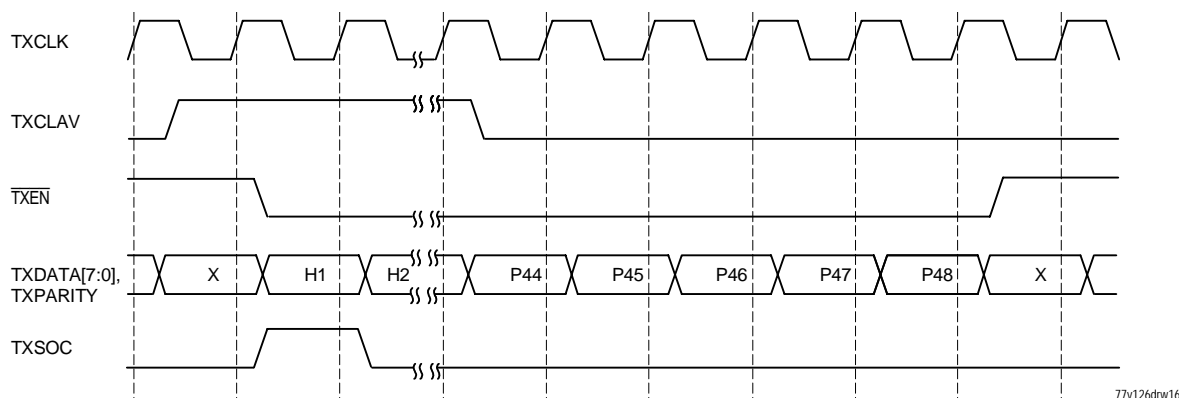 TXCLK
TXCLAV
TXEN
TXDATA[7:0],
TXPARITY
X H1 H2 P44 P45 P46 P47 P48 X
TXSOC
77v126drw16